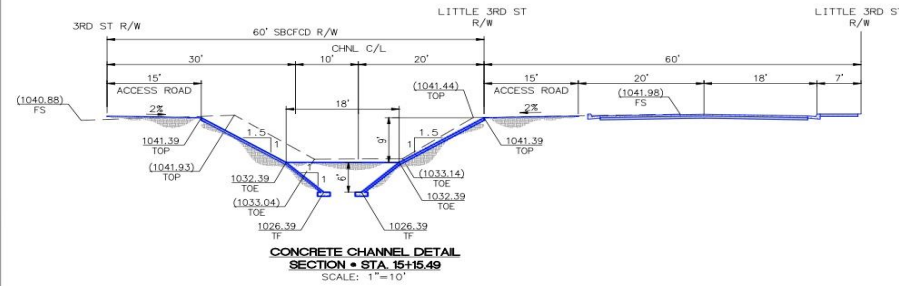 3RD ST R/W
LITTLE 3RD ST
R/W
LITTLE 3RD ST
R/W
60' SBCFCD R/W
CHNL C/L
30'
10'
20'
60'
15'
ACCESS ROAD
18'
(1041.44)
TOP
15'
ACCESS ROAD
20'
18'
7'
(1040.88)
FS
2%
2%
(1041.98)
FS
1041.39
TOP
(1041.93)
TOP
1.5
1
9'
1.5
1
1041.39
TOP
1032.39
TOE
(1033.04)
TOE
1
1
6'
(1033.14)
TOE
1032.39
TOE
1026.39
TF
1026.39
TF
CONCRETE CHANNEL DETAIL
SECTION • STA. 15+15.49
SCALE: 1"=10'